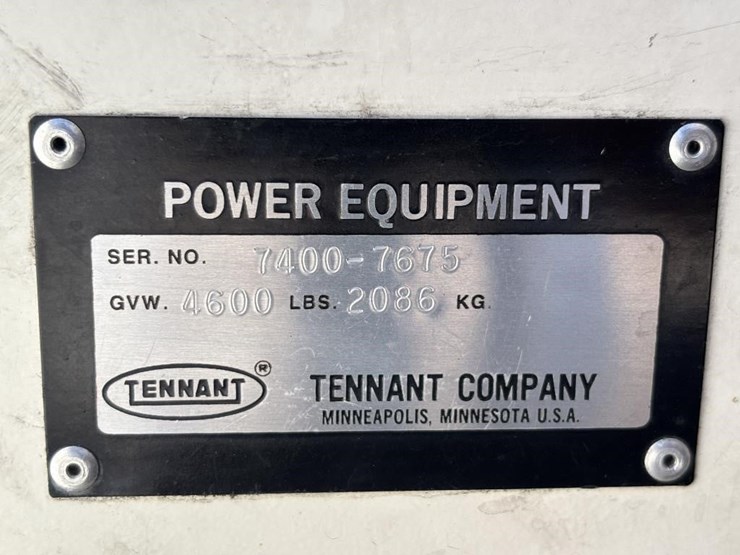 POWER EQUIPMENT
SER. NO. 7400-7675
GVW. 4600 LBS. 2086 KG.
TENNANT ® TENNANT COMPANY
MINNEAPOLIS, MINNESOTA U.S.A.